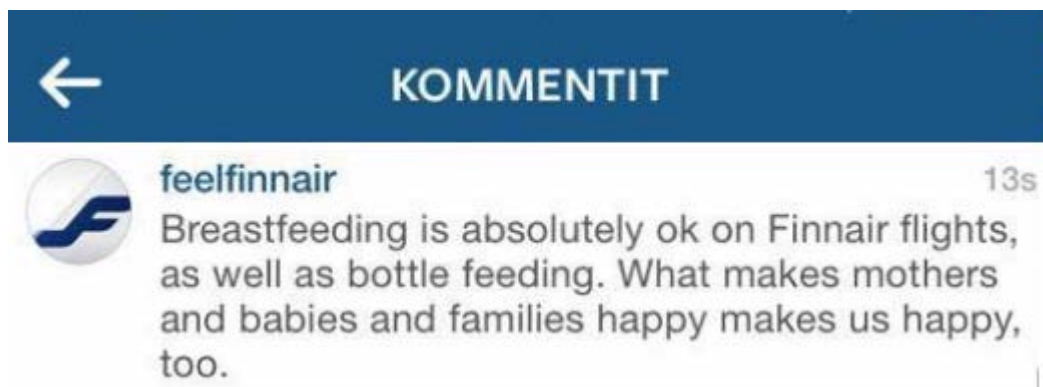 KOMMENTIT
feelfinnair
13s
Breastfeeding is absolutely ok on Finnair flights,
as well as bottle feeding. What makes mothers
and babies and families happy makes us happy,
too.